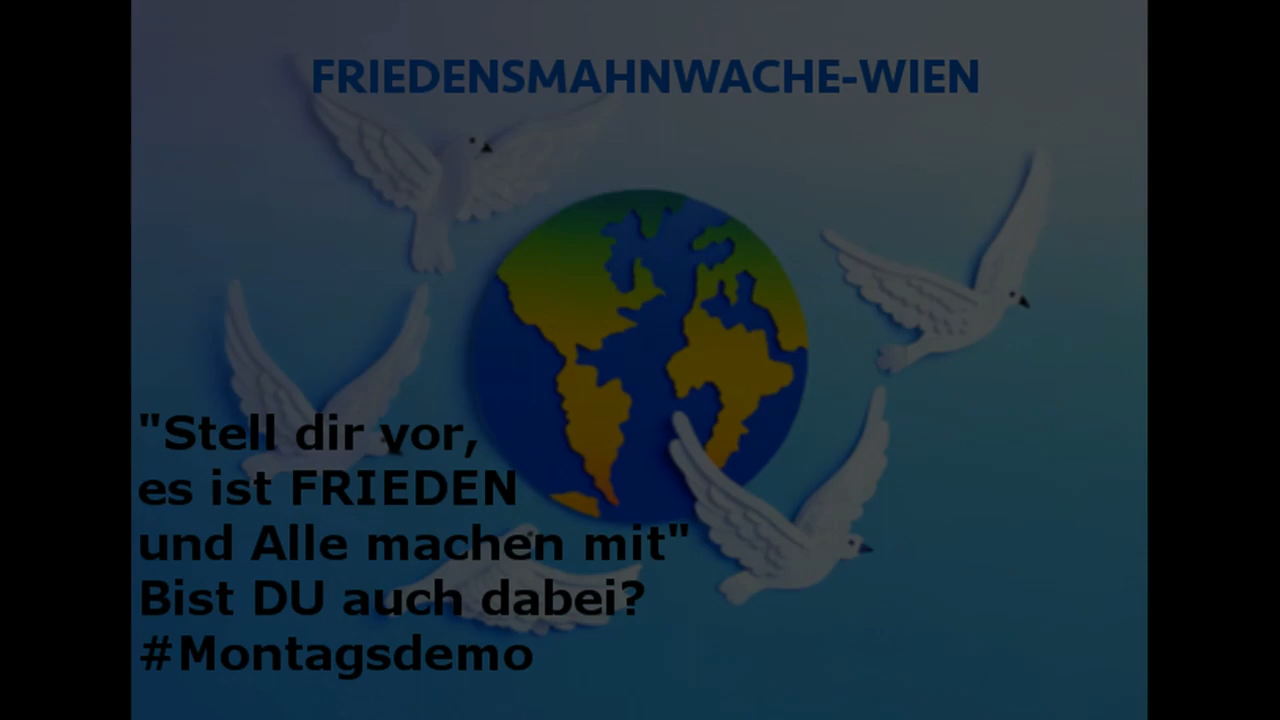 FRIEDENSMAHNWACHE-WIEN
"Stell dir vor,
es ist FRIEDEN
und Alle machen mit"
Bist DU auch dabei?
#Montagsdemo